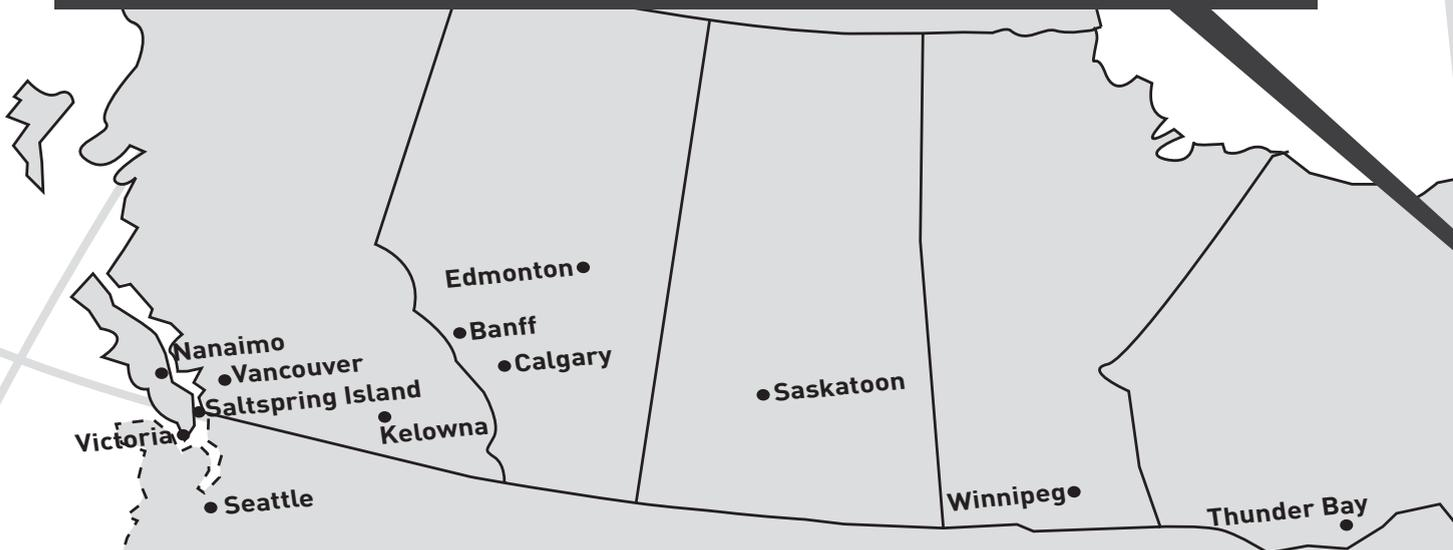 Edmonton
Banff
Nanaimo
Calgary
Vancouver
Saskatoon
Saltspring Island
Kelowna
Victoria
Winnipeg
Seattle
Thunder Bay